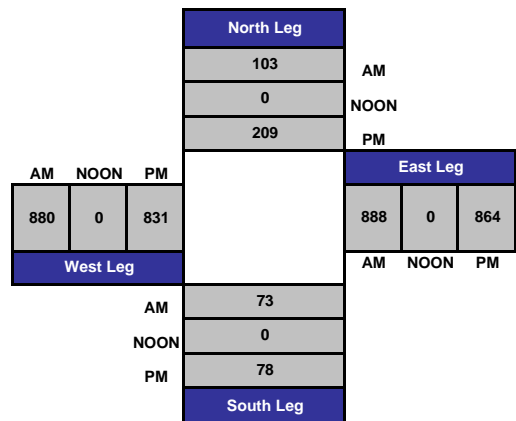 North Leg
103 AM
0 NOON
209 PM
AM NOON PM
East Leg
880 0 831
888 0 864
West Leg
AM NOON PM
AM 73
NOON 0
PM 78
South Leg